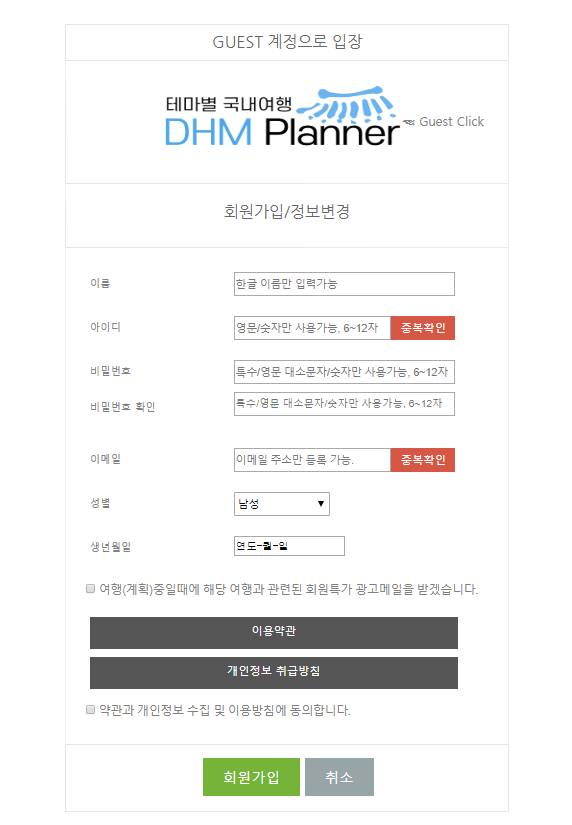 GUEST 계정으로 입장
테마별 국내여행
DHM Planner
☜ Guest Click
회원가입/정보변경
이름 한글 이름만 입력가능
아이디 영문/숫자만 사용가능, 6~12자 중복확인
비밀번호 특수/영문 대소문자/숫자만 사용가능, 6~12자
비밀번호 확인 특수/영문 대소문자/숫자만 사용가능, 6~12자
이메일 이메일 주소만 등록 가능. 중복확인
성별 남성 ▼
생년월일 연도-월-일
여행(계획)중일때에 해당 여행과 관련된 회원특가 광고메일을 받겠습니다.
이용약관
개인정보 취급방침
약관과 개인정보 수집 및 이용방침에 동의합니다.
회원가입 취소